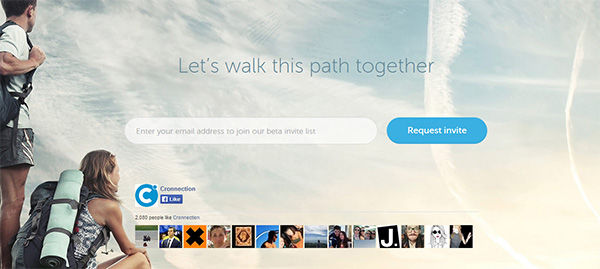 Let's walk this path together
Enter your email address to join our beta invite list
Request invite
Cronnection
Like
2,080 people like Cronnection
J.